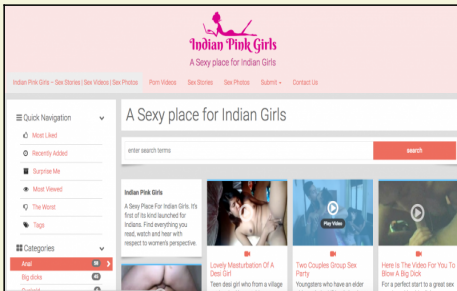 Indian Pink Girls
A Sexy place for Indian Girls
Indian Pink Girls – Sex Stories | Sex Videos | Sex Photos Porn Videos Sex Stories Sex Photos Submit Contact Us
Quick Navigation
Most Liked
Recently Added
Surprise Me
Most Viewed
The Worst
Tags
Categories
Anal
Big dicks
A Sexy place for Indian Girls
enter search terms search
Indian Pink Girls
A Sexy Place For Indian Girls. It's
first of its kind launched for
Indians. Find everything you
read, watch and hear with
respect to women's perspective.
Lovely Masturbation Of A
Desi Girl
Teen desi girl who from a village
Play Video
Two Couples Group Sex
Party
Youngsters who have an elder
Here Is The Video For You To
Blow A Big Dick
For a perfect start to a great sex